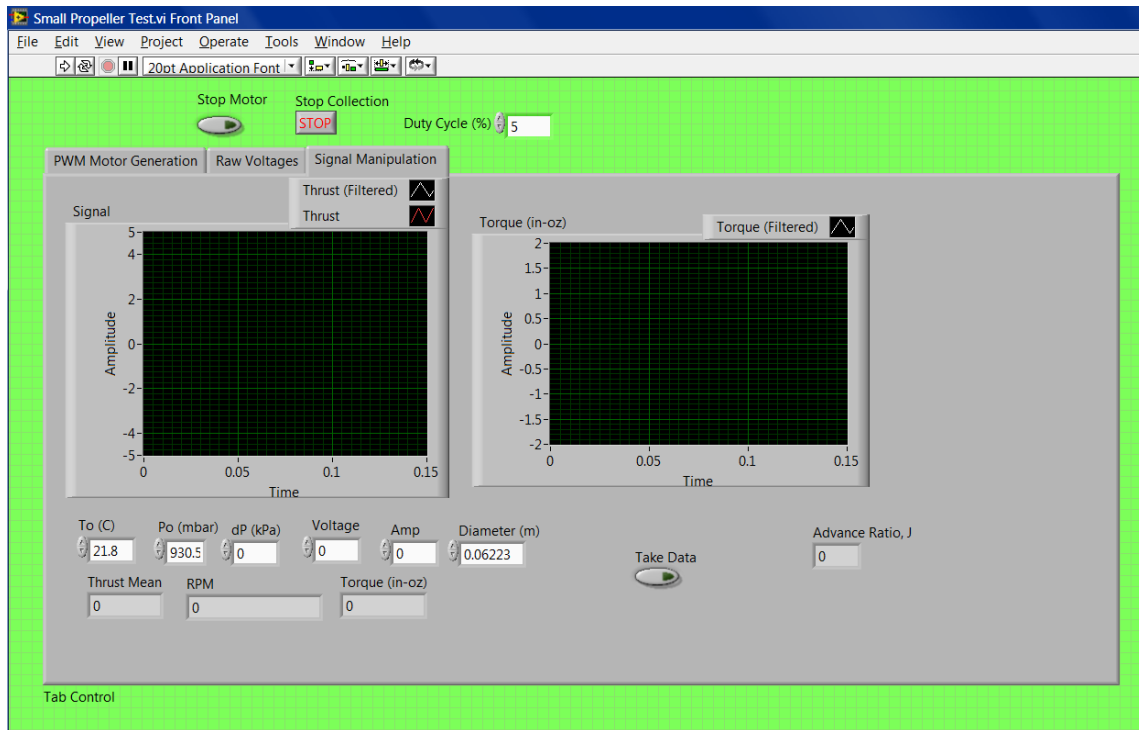 Small Propeller Test.vi Front Panel
File Edit View Project Operate Tools Window Help
20pt Application Font
Stop Motor
Stop Collection
STOP
Duty Cycle (%)
5
PWM Motor Generation
Raw Voltages
Signal Manipulation
Thrust (Filtered)
Thrust
Signal
5
4
2
0
-2
-4
-5
Amplitude
0 0.05 0.1 0.15
Time
Torque (in-oz)
Torque (Filtered)
2
1.5
1
0.5
0
-0.5
-1
-1.5
-2
Amplitude
0 0.05 0.1 0.15
Time
To (C)
21.8
Po (mbar)
930.5
dP (kPa)
0
Voltage
0
Amp
0
Diameter (m)
0.06223
Thrust Mean
0
RPM
0
Torque (in-oz)
0
Take Data
Advance Ratio, J
0
Tab Control